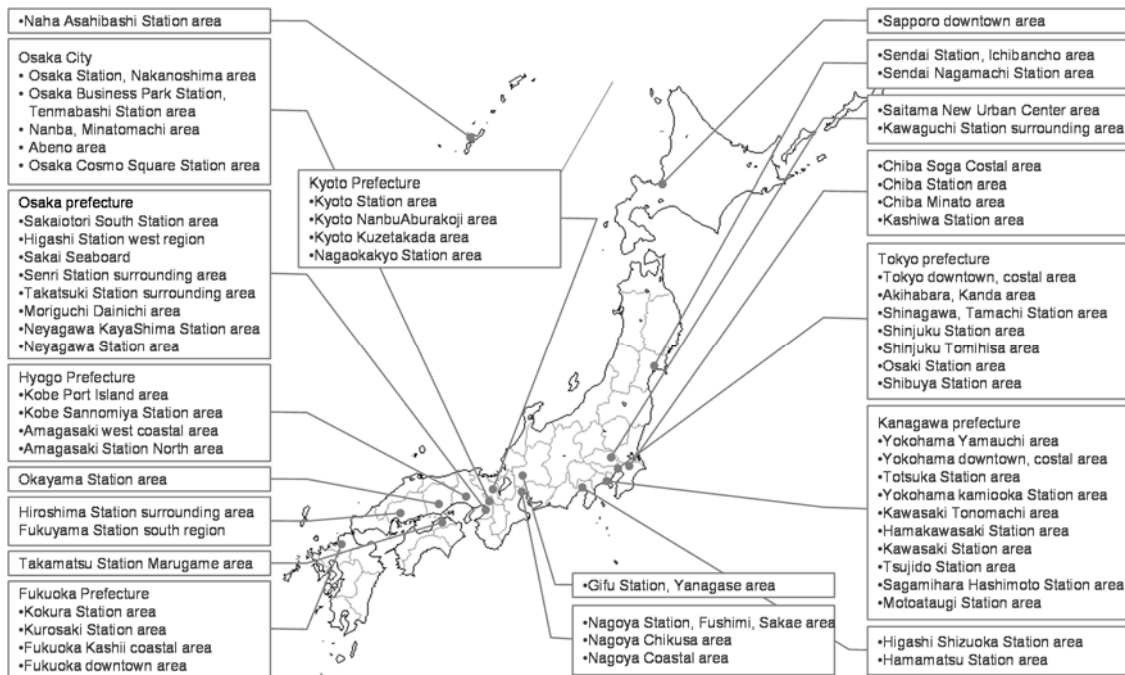 •Naha Asahibashi Station area
Osaka City
• Osaka Station, Nakanoshima area
• Osaka Business Park Station,
Tenmabashi Station area
• Nanba, Minatomachi area
• Abeno area
• Osaka Cosmo Square Station area
Osaka prefecture
•Sakaiotori South Station area
•Higashi Station west region
•Sakai Seaboard
•Senri Station surrounding area
•Takatsuki Station surrounding area
•Moriguchi Dainichi area
•Neyagawa KayaShima Station area
•Neyagawa Station area
Hyogo Prefecture
•Kobe Port Island area
•Kobe Sannomiya Station area
•Amagasaki west coastal area
•Amagasaki Station North area
Okayama Station area
Hiroshima Station surrounding area
Fukuyama Station south region
Takamatsu Station Marugame area
Fukuoka Prefecture
•Kokura Station area
•Kurosaki Station area
•Fukuoka Kashii coastal area
•Fukuoka downtown area
Kyoto Prefecture
•Kyoto Station area
•Kyoto NanbuAburakoji area
•Kyoto Kuzetakada area
•Nagaokakyo Station area
•Gifu Station, Yanagase area
•Nagoya Station, Fushimi, Sakae area
•Nagoya Chikusa area
•Nagoya Coastal area
•Sapporo downtown area
•Sendai Station, Ichibancho area
•Sendai Nagamachi Station area
•Saitama New Urban Center area
•Kawaguchi Station surrounding area
•Chiba Soga Costal area
•Chiba Station area
•Chiba Minato area
•Kashiwa Station area
Tokyo prefecture
•Tokyo downtown, costal area
•Akihabara, Kanda area
•Shinagawa, Tamachi Station area
•Shinjuku Station area
•Shinjuku Tomihisa area
•Osaki Station area
•Shibuya Station area
Kanagawa prefecture
•Yokohama Yamauchi area
•Yokohama downtown, costal area
•Totsuka Station area
•Yokohama kamiooka Station area
•Kawasaki Tonomachi area
•Hamakawasaki Station area
•Kawasaki Station area
•Tsujido Station area
•Sagamihara Hashimoto Station area
•Motoataugi Station area
•Higashi Shizuoka Station area
•Hamamatsu Station area